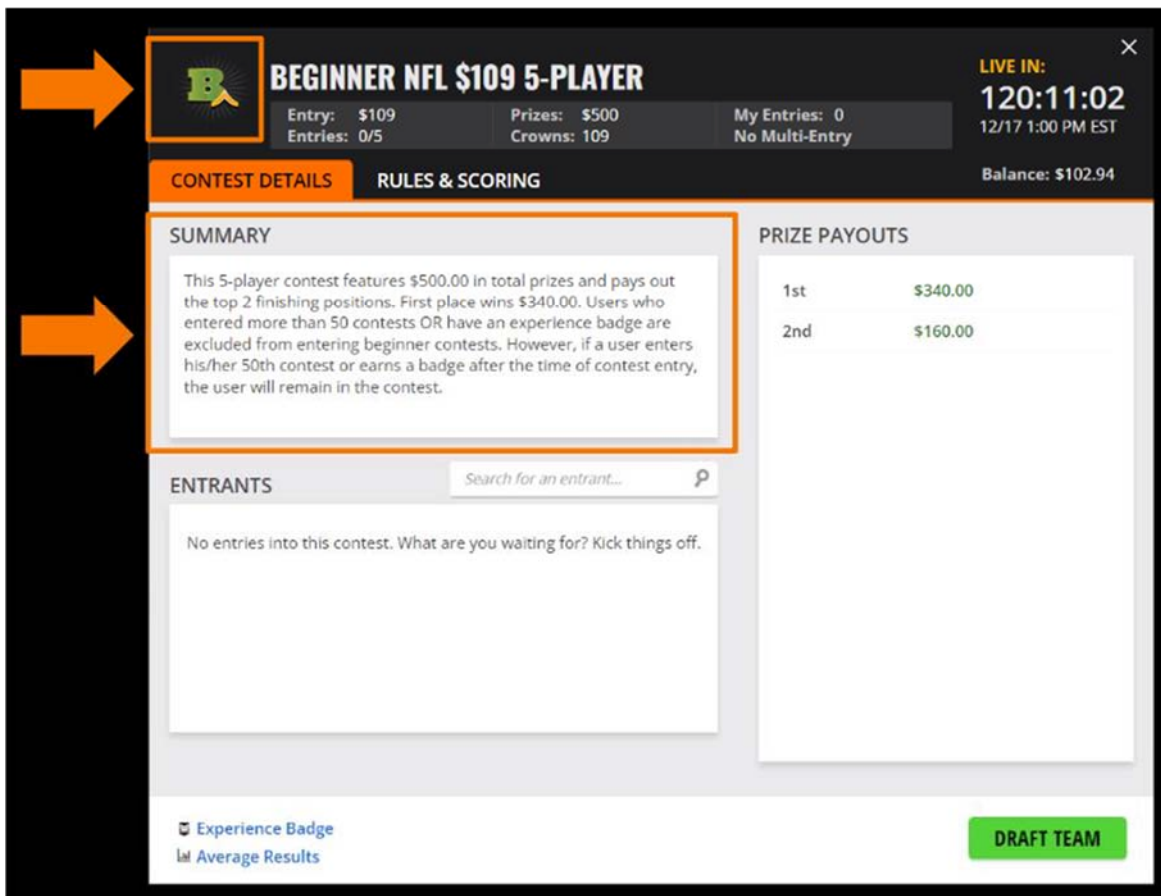 B
BEGINNER NFL $109 5-PLAYER
Entry: $109 Prizes: $500 My Entries: 0
Entries: 0/5 Crowns: 109 No Multi-Entry
LIVE IN:
120:11:02
12/17 1:00 PM EST
CONTEST DETAILS RULES & SCORING Balance: $102.94
SUMMARY
This 5-player contest features $500.00 in total prizes and pays out
the top 2 finishing positions. First place wins $340.00. Users who
entered more than 50 contests OR have an experience badge are
excluded from entering beginner contests. However, if a user enters
his/her 50th contest or earns a badge after the time of contest entry,
the user will remain in the contest.
PRIZE PAYOUTS
1st $340.00
2nd $160.00
ENTRANTS Search for an entrant...
No entries into this contest. What are you waiting for? Kick things off.
Experience Badge
Average Results
DRAFT TEAM